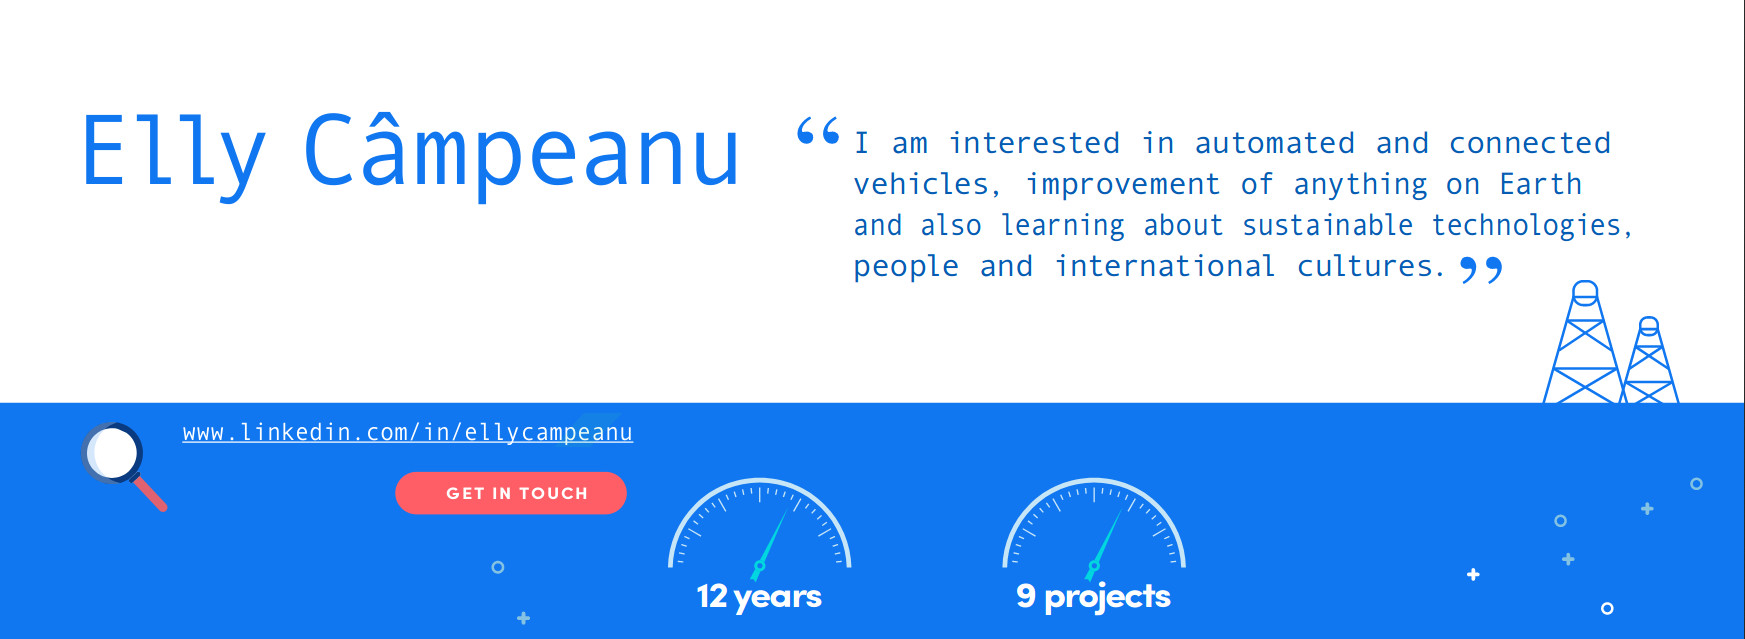 Elly Câmpeanu
“ I am interested in automated and connected
vehicles, improvement of anything on Earth
and also learning about sustainable technologies,
people and international cultures. ”
www.linkedin.com/in/ellycampeanu
GET IN TOUCH
12 years
9 projects